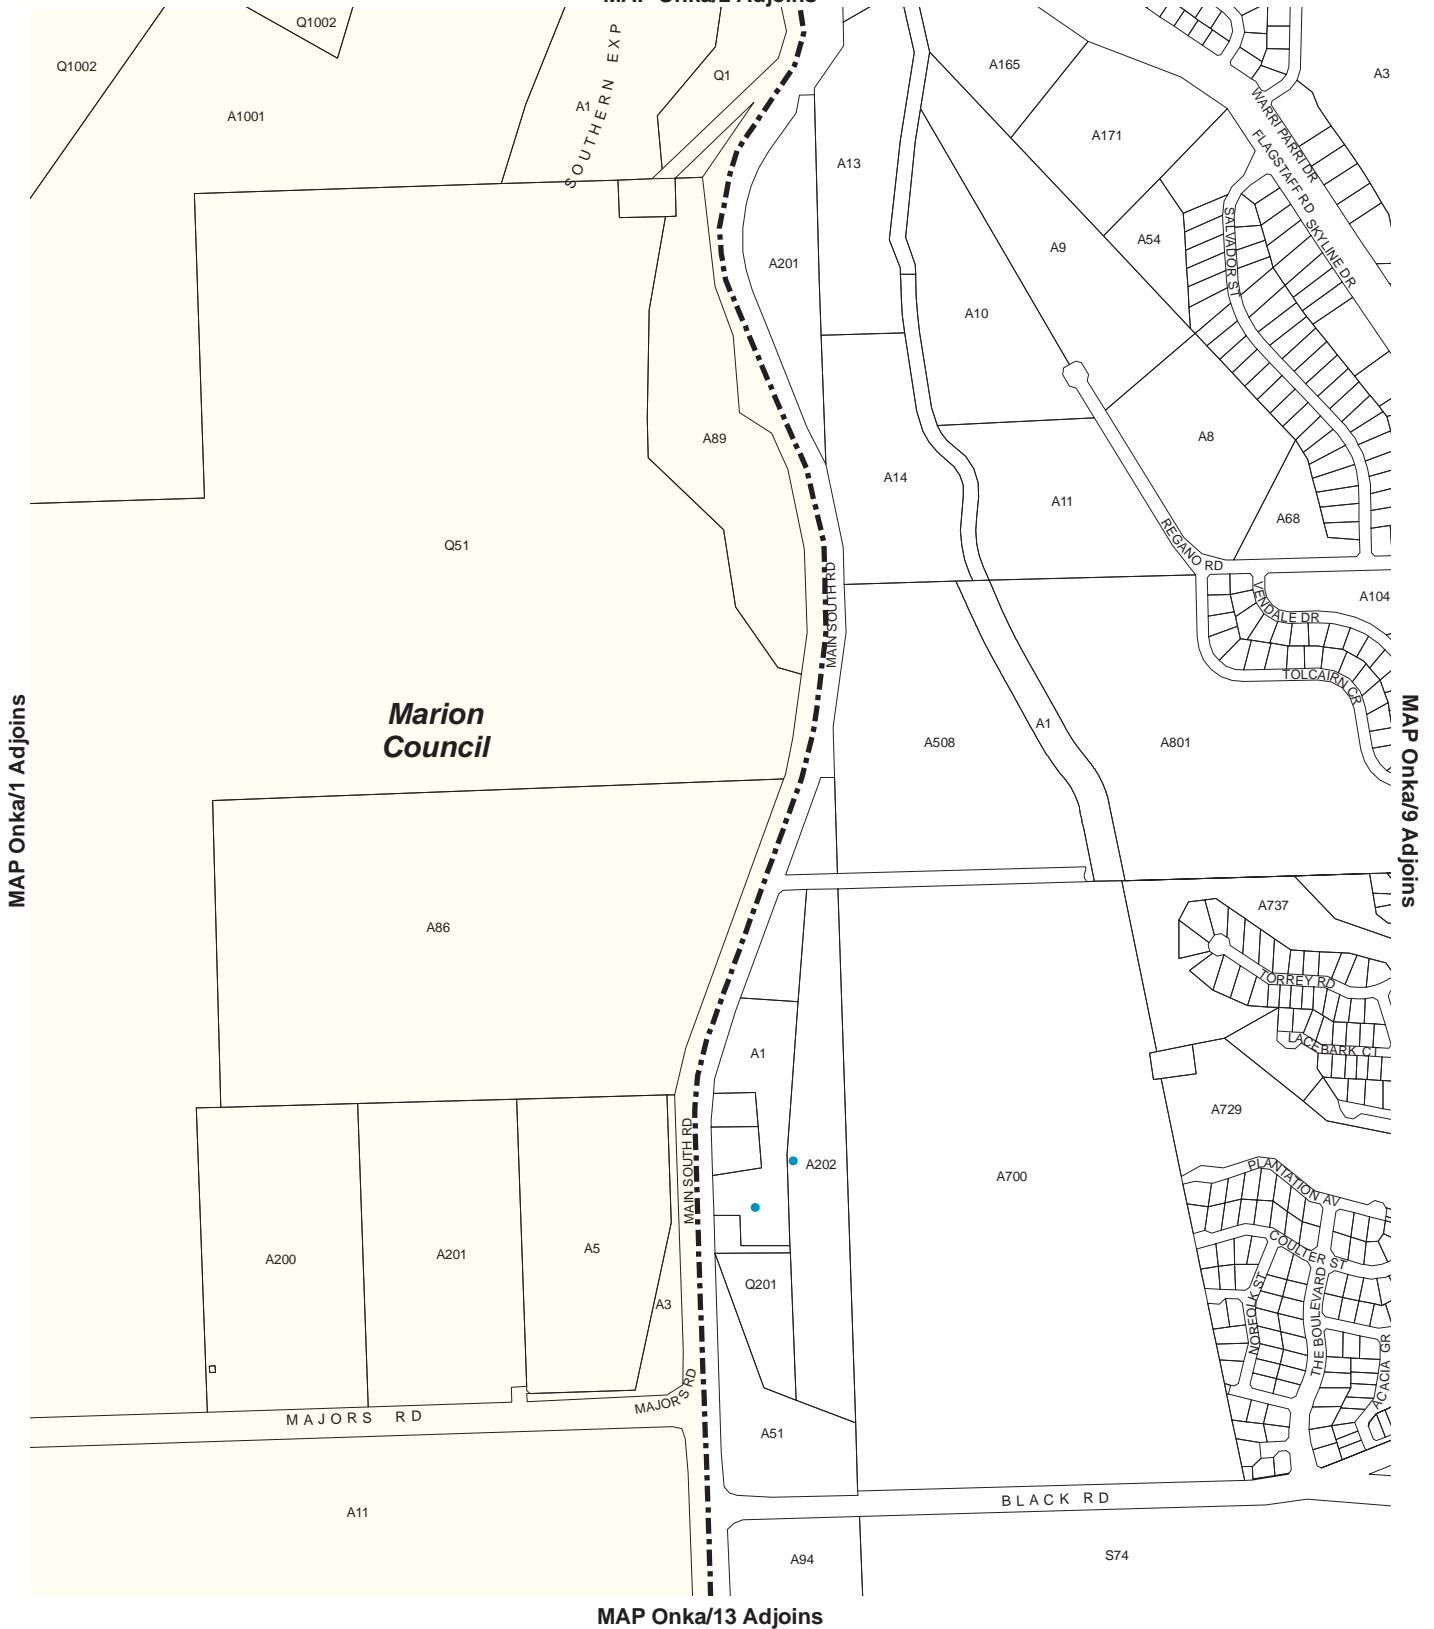 MAP Onka/2 Adjoins
Q1002
Q1002
A1001
A1
SOUTHERN EXP
Q1
A165
A3
A171
WARRI PARRI DR
FLAGSTAFF RD
SKYLINE DR
A13
A201
A54
SALVADOR ST
A9
A10
A89
A8
A14
A11
A68
Q51
REGANO RD
MAIN SOUTH RD
A104
VENDALE DR
TOLCAIRN CR
Marion
Council
A508
A1
A801
MAP Onka/1 Adjoins
MAP Onka/9 Adjoins
A86
A737
TORREY RD
LACEBARK CT
A1
A729
MAIN SOUTH RD
A202
A700
PLANTATION AV
COULTER ST
A200
A201
A5
A3
Q201
NORFOLK ST
THE BOULEVARD
ACACIA GR
MAJORS RD
MAJORS RD
A51
BLACK RD
A11
A94
S74
MAP Onka/13 Adjoins